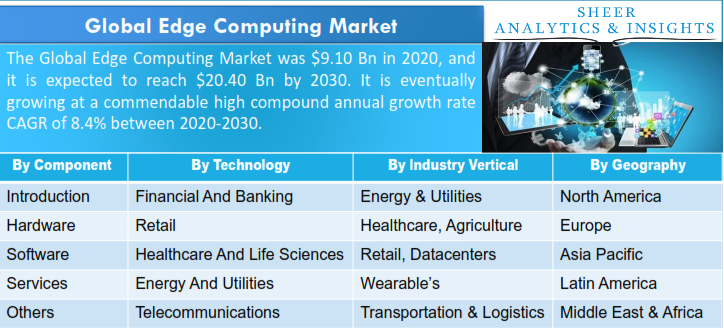 Global Edge Computing Market
SHEER
ANALYTICS & INSIGHTS
The Global Edge Computing Market was $9.10 Bn in 2020, and
it is expected to reach $20.40 Bn by 2030. It is eventually
growing at a commendable high compound annual growth rate
CAGR of 8.4% between 2020-2030.
By Component By Technology By Industry Vertical By Geography
Introduction Financial And Banking Energy & Utilities North America
Hardware Retail Healthcare, Agriculture Europe
Software Healthcare And Life Sciences Retail, Datacenters Asia Pacific
Services Energy And Utilities Wearable's Latin America
Others Telecommunications Transportation & Logistics Middle East & Africa